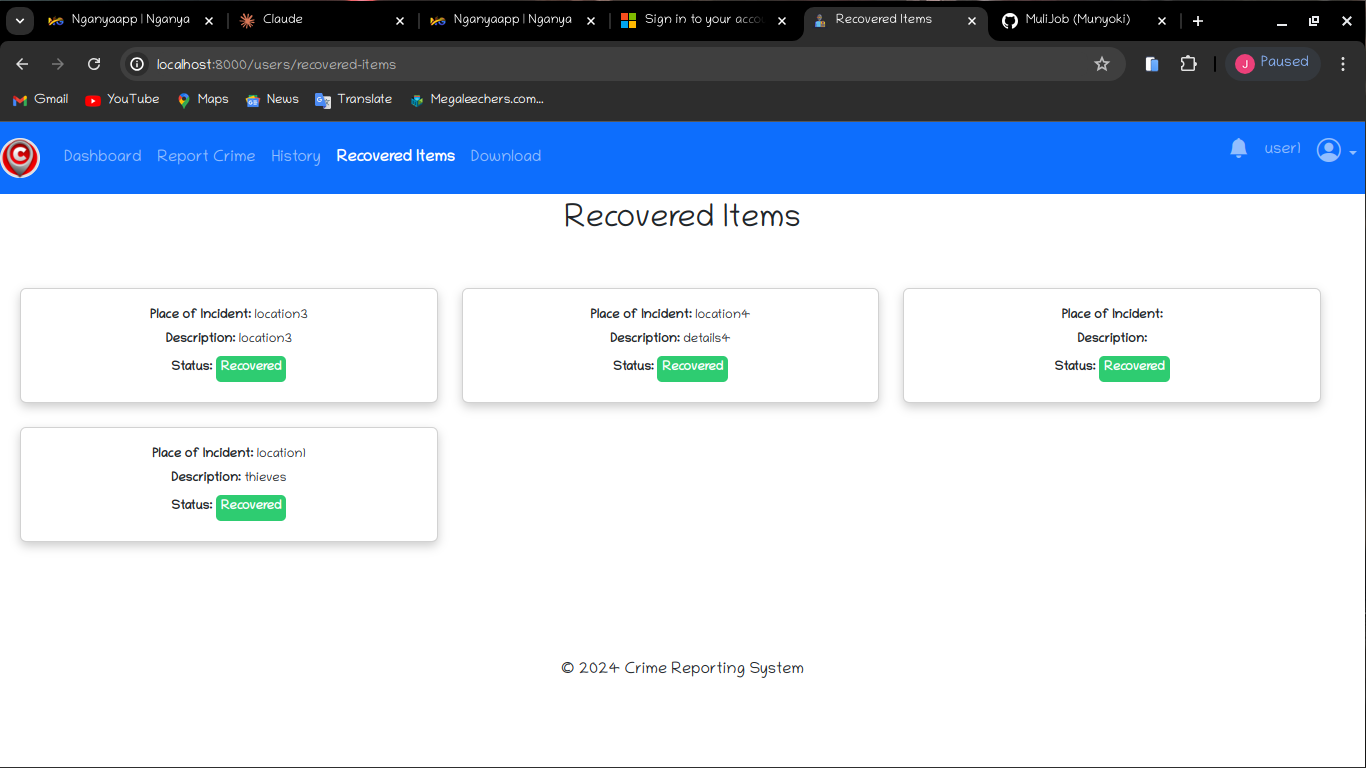 Nganyaapp | Nganya
Claude
Nganyaapp | Nganya
Sign in to your acco
Recovered Items
MuliJob (Munyoki)
localhost:8000/users/recovered-items
J Paused
Gmail YouTube Maps News Translate Megaleechers.com...
C Dashboard Report Crime History Recovered Items Download user1
Recovered Items
Place of Incident: location3
Description: location3
Status: Recovered
Place of Incident: location4
Description: details4
Status: Recovered
Place of Incident:
Description:
Status: Recovered
Place of Incident: location1
Description: thieves
Status: Recovered
© 2024 Crime Reporting System